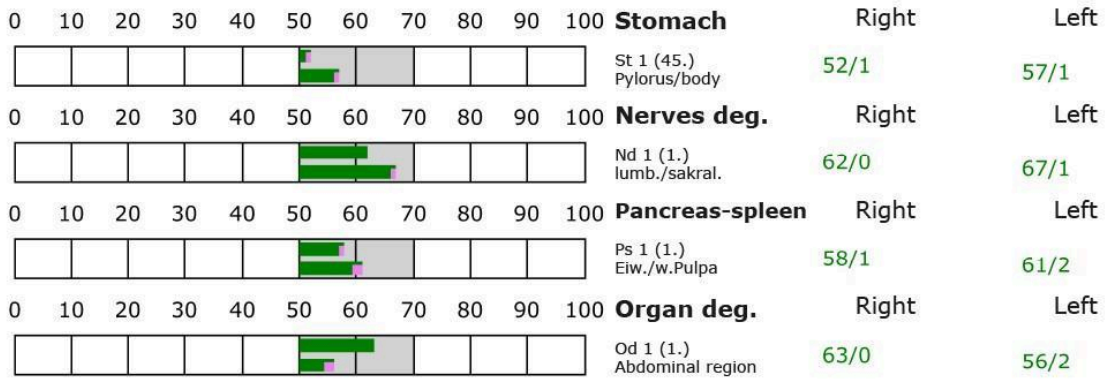 0 10 20 30 40 50 60 70 80 90 100 Stomach Right Left
St 1 (45.) 52/1 57/1
Pylorus/body
0 10 20 30 40 50 60 70 80 90 100 Nerves deg. Right Left
Nd 1 (1.) 62/0 67/1
lumb./sakral.
0 10 20 30 40 50 60 70 80 90 100 Pancreas-spleen Right Left
Ps 1 (1.) 58/1 61/2
Eiw./w.Pulpa
0 10 20 30 40 50 60 70 80 90 100 Organ deg. Right Left
Od 1 (1.) 63/0 56/2
Abdominal region